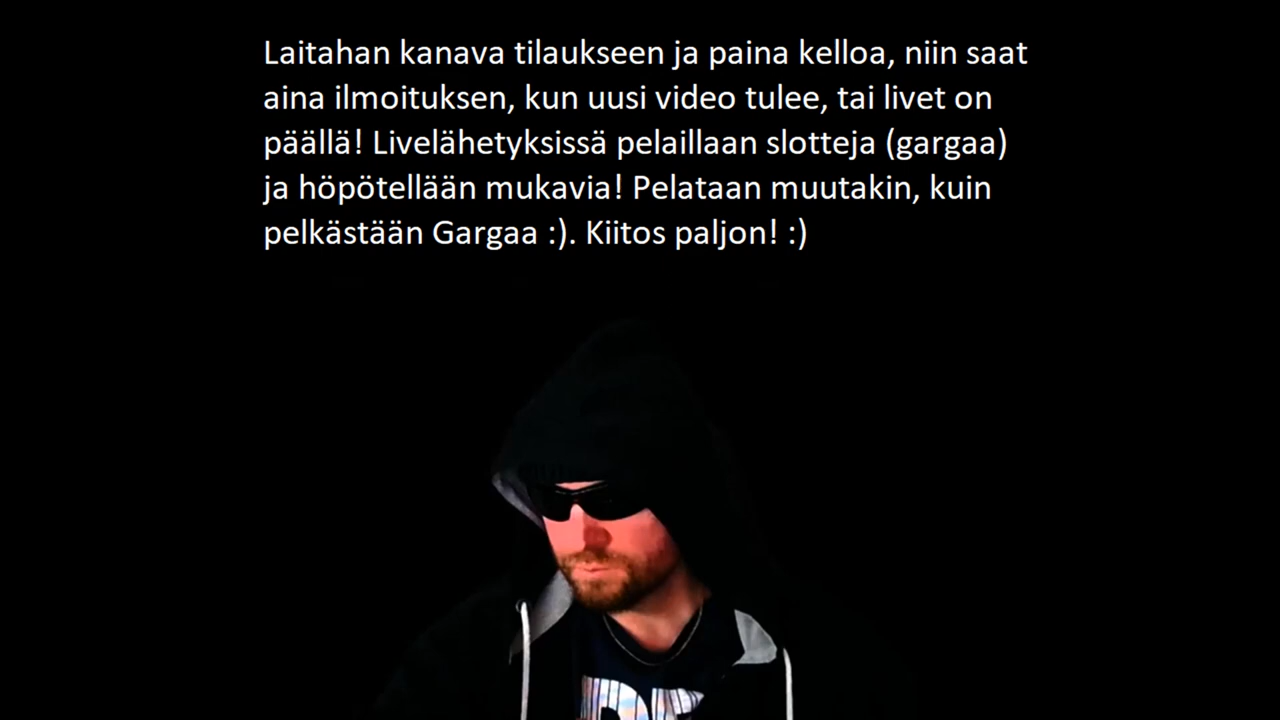 Laitahan kanava tilaukseen ja paina kelloa, niin saat
aina ilmoituksen, kun uusi video tulee, tai livet on
päällä! Livelähetyksissä pelaillaan slotteja (gargaa)
ja höpötellään mukavia! Pelataan muutakin, kuin
pelkästään Gargaa :). Kiitos paljon! :)